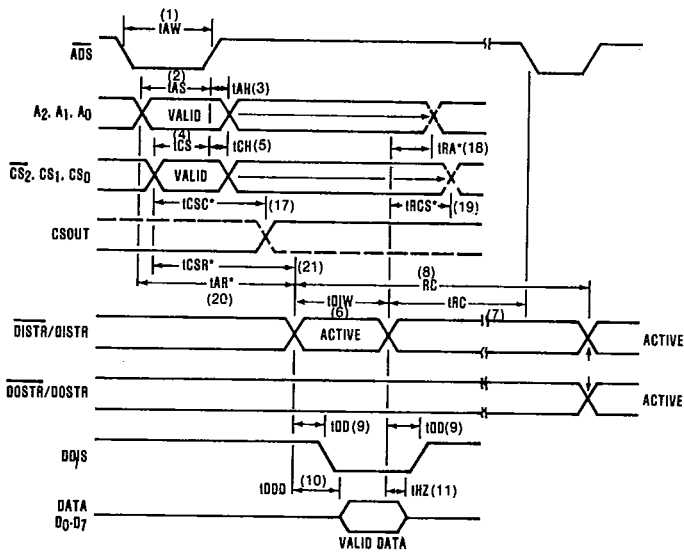 (1)
tAW
ADS
(2)
tAS tAH(3)
A2, A1, A0 VALID
(4)
tCS tCH(5) tRA*(18)
CS2, CS1, CS0 VALID
tCSC* (17) tRCS* (19)
CSOUT
tCSR* (21) (8)
tAR* RC
(20) tDIW tRC
(6) (7)
DISTR/DISTR ACTIVE ACTIVE
DOSTR/DOSTR ACTIVE
tDD(9) tDD(9)
DDIS
tDDD (10) tHZ(11)
DATA
D0-D7
VALID DATA